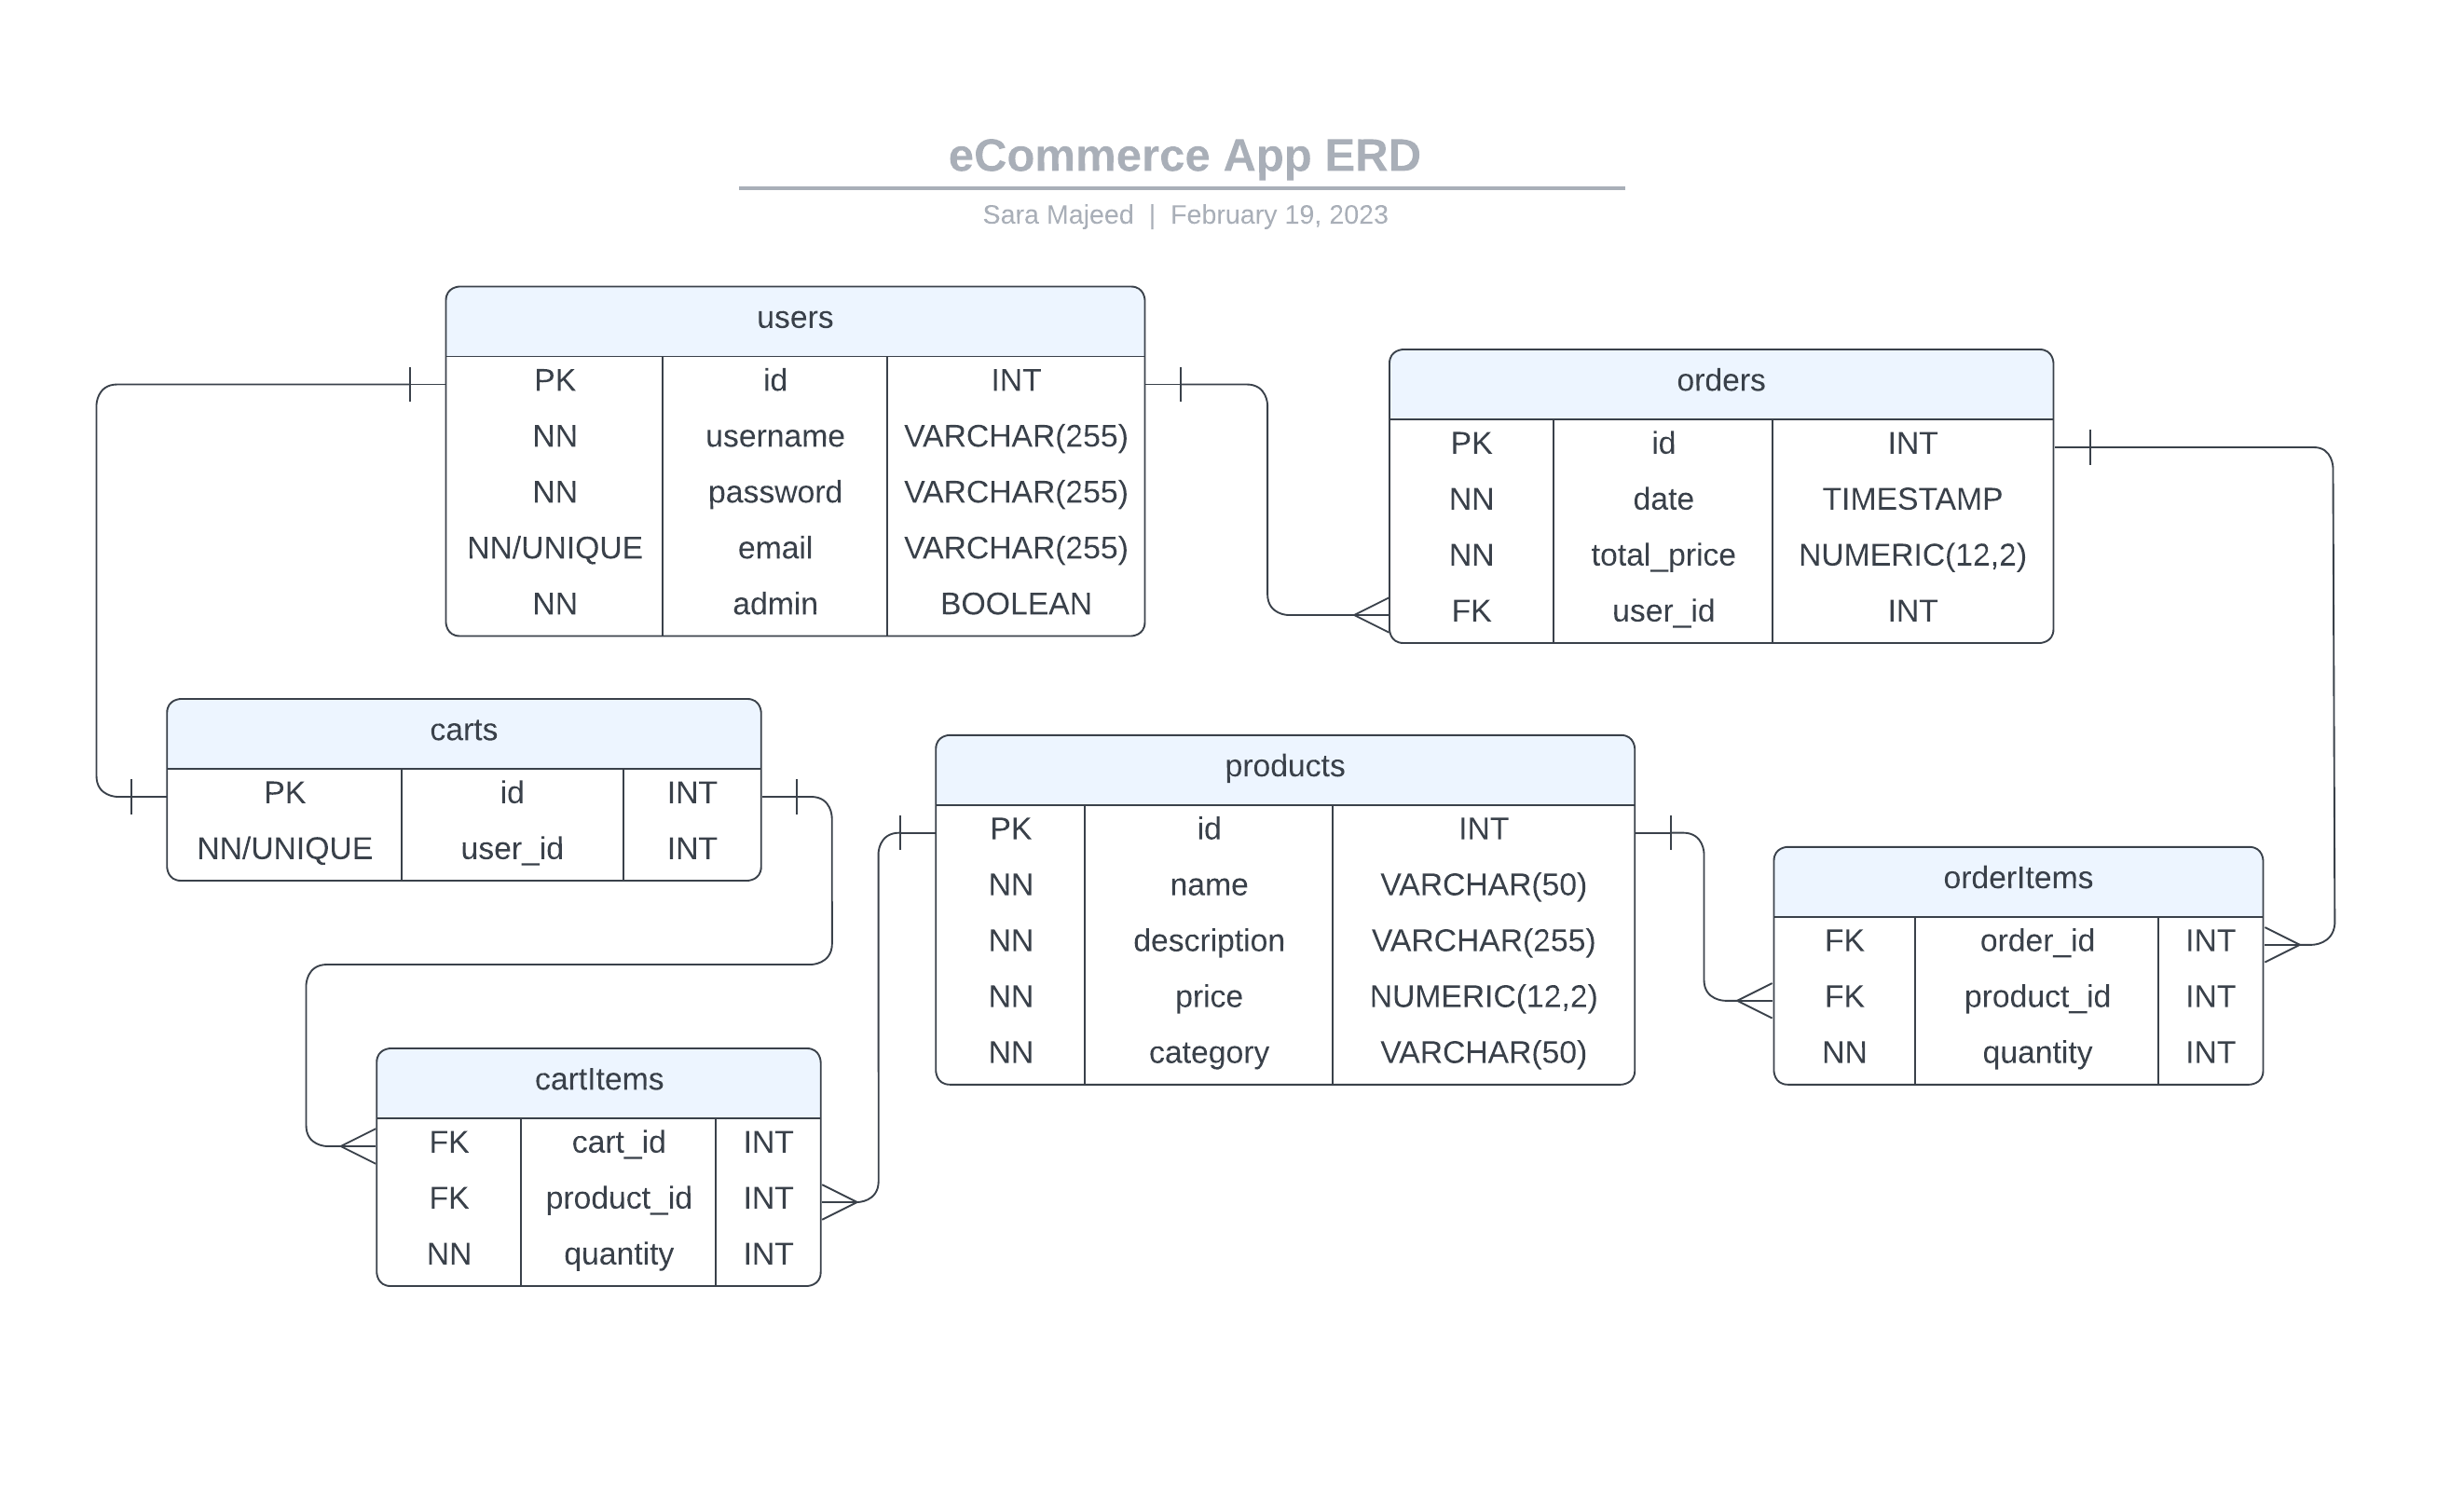 eCommerce App ERD
Sara Majeed | February 19, 2023
users
PK id INT
NN username VARCHAR(255)
NN password VARCHAR(255)
NN/UNIQUE email VARCHAR(255)
NN admin BOOLEAN
orders
PK id INT
NN date TIMESTAMP
NN total_price NUMERIC(12,2)
FK user_id INT
carts
PK id INT
NN/UNIQUE user_id INT
products
PK id INT
NN name VARCHAR(50)
NN description VARCHAR(255)
NN price NUMERIC(12,2)
NN category VARCHAR(50)
orderItems
FK order_id INT
FK product_id INT
NN quantity INT
cartItems
FK cart_id INT
FK product_id INT
NN quantity INT